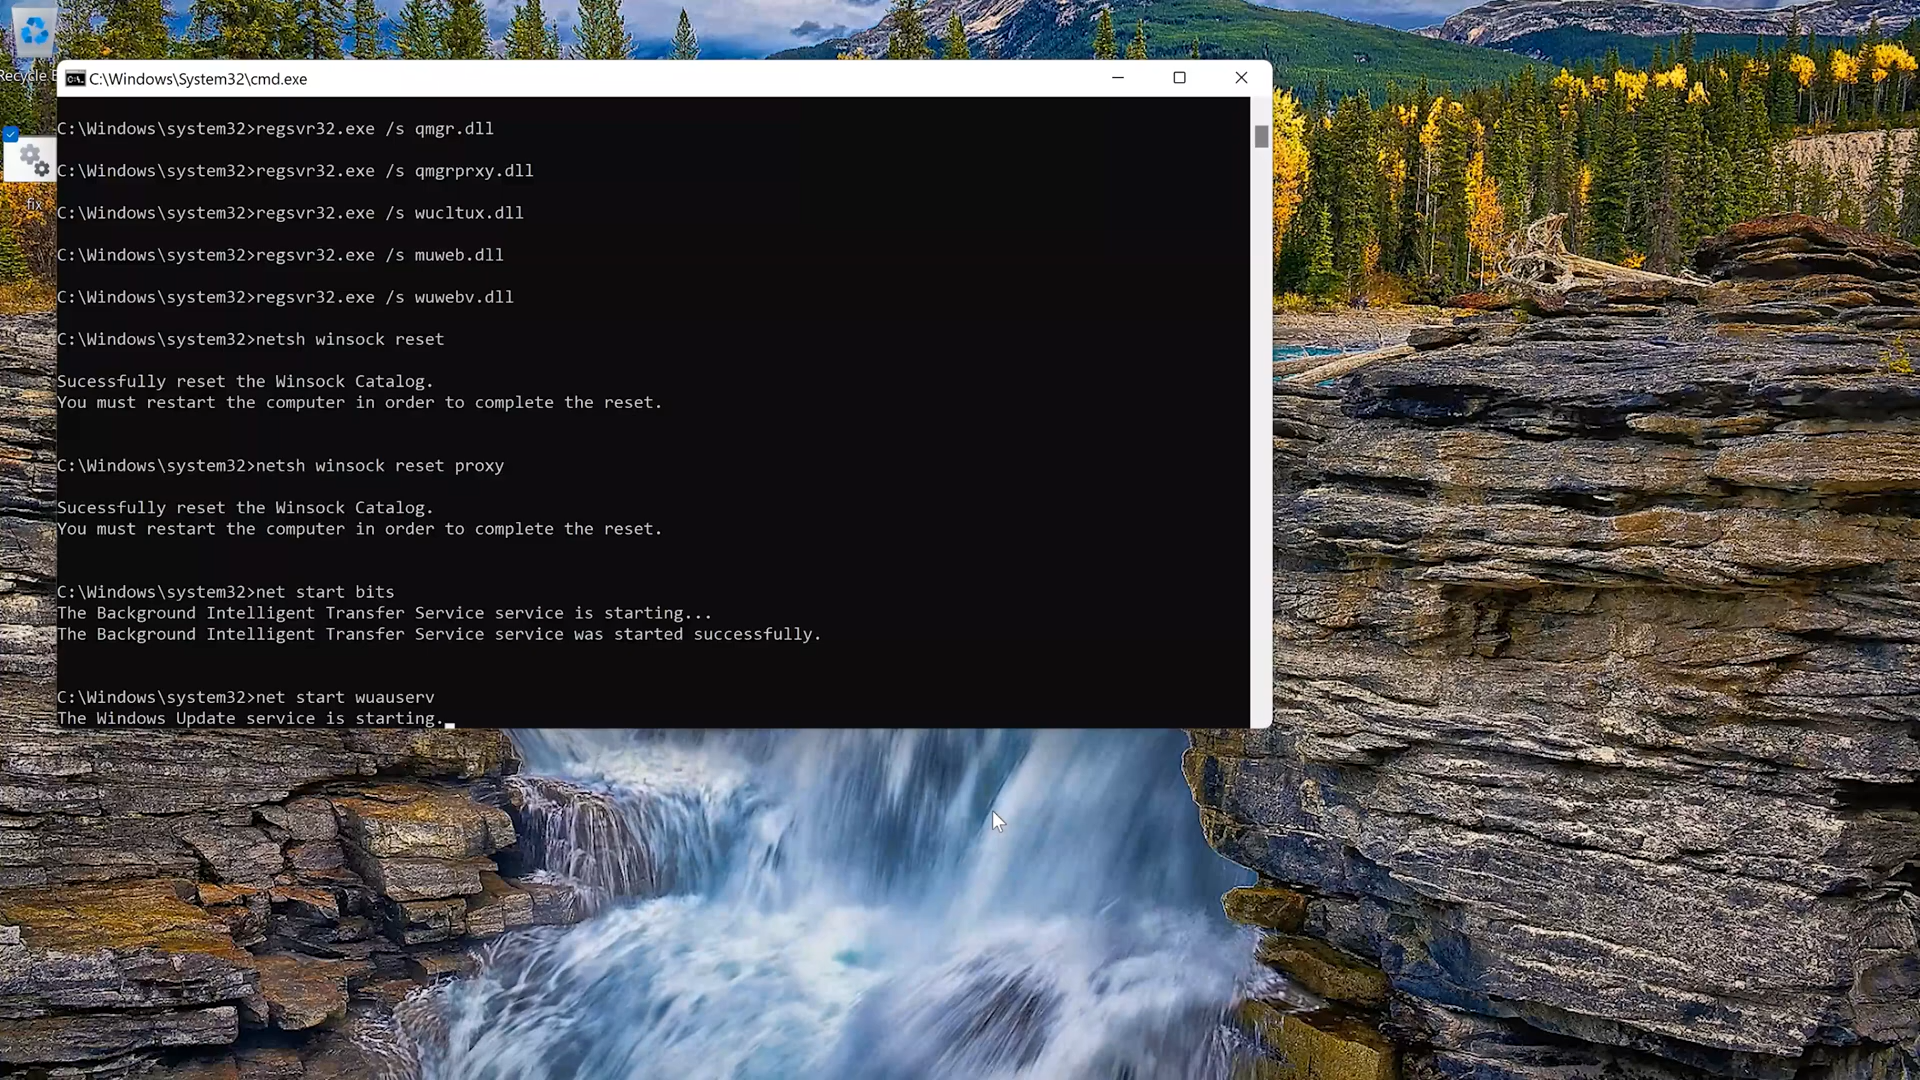 Recycle
fix
C:\Windows\System32\cmd.exe
C:\Windows\system32>regsvr32.exe /s qmgr.dll
C:\Windows\system32>regsvr32.exe /s qmgrprxy.dll
C:\Windows\system32>regsvr32.exe /s wucltux.dll
C:\Windows\system32>regsvr32.exe /s muweb.dll
C:\Windows\system32>regsvr32.exe /s wuwebv.dll
C:\Windows\system32>netsh winsock reset
Sucessfully reset the Winsock Catalog.
You must restart the computer in order to complete the reset.
C:\Windows\system32>netsh winsock reset proxy
Sucessfully reset the Winsock Catalog.
You must restart the computer in order to complete the reset.
C:\Windows\system32>net start bits
The Background Intelligent Transfer Service service is starting...
The Background Intelligent Transfer Service service was started successfully.
C:\Windows\system32>net start wuauserv
The Windows Update service is starting.